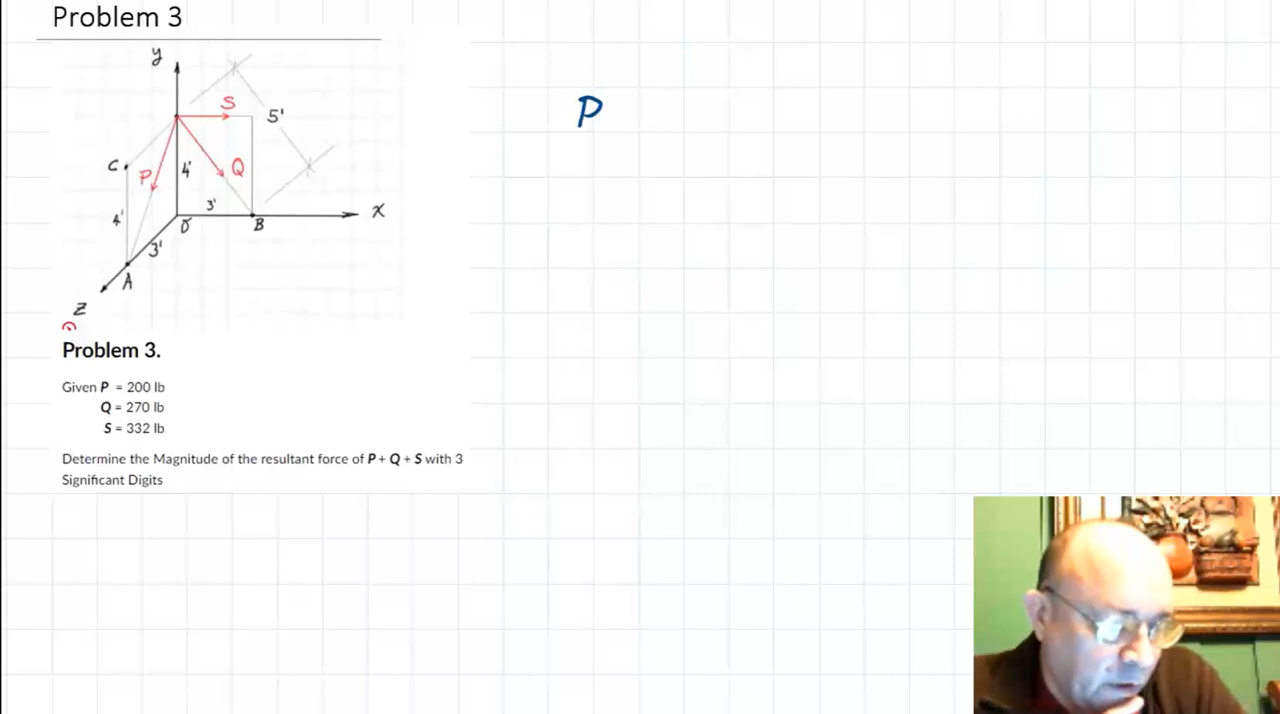 Problem 3
P
y
S
5'
C
P
4'
Q
4'
3'
X
O
B
3'
A
Z
Problem 3.
Given P = 200 lb
Q = 270 lb
S = 332 lb
Determine the Magnitude of the resultant force of P + Q + S with 3
Significant Digits